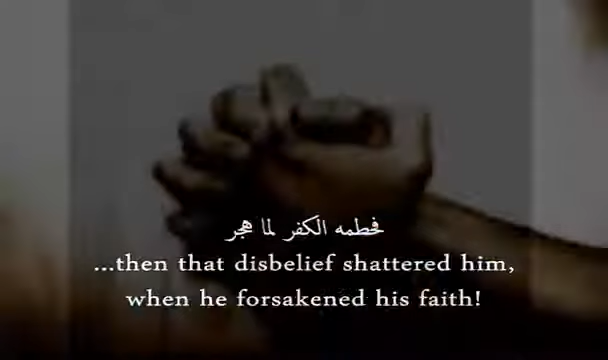 فحطمه الكفر لما هجر
...then that disbelief shattered him,
when he forsakened his faith!